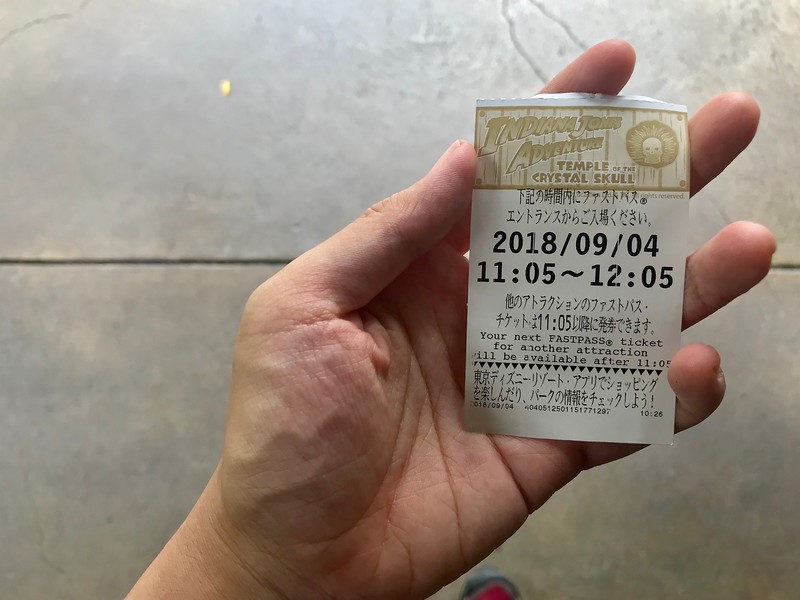 INDIANA JONES
ADVENTURE
TEMPLE OF THE
CRYSTAL SKULL
rights reserved.
下記の時間内にファストパス®
エントランスからご入場ください。
2018/09/04
11:05～12:05
他のアトラクションのファストパス・
チケットは11:05以降に発券できます。
Your next FASTPASS® ticket
for another attraction
will be available after 11:05
東京ディズニーリゾート・アプリでショッピング
を楽しんだり、パークの情報をチェックしよう！
018/09/04 4040512501151771297 10:26